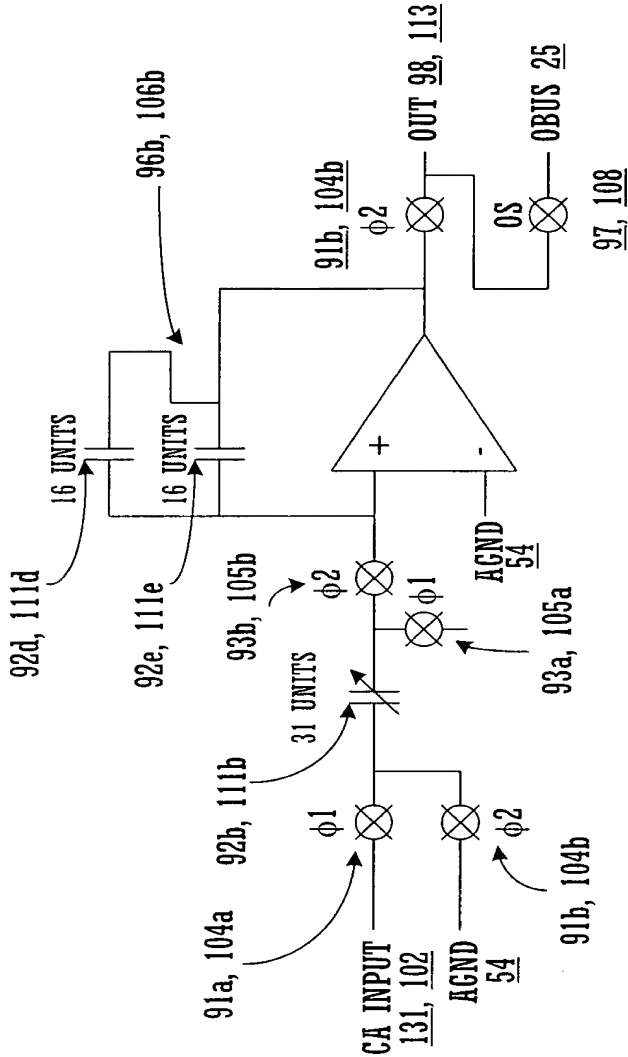 92d, 111d
16 UNITS
92e, 111e
16 UNITS
96b, 106b
93b, 105b
ϕ2
92b, 111b
31 UNITS
91a, 104a
ϕ1
CA INPUT
131, 102
AGND
54
ϕ2
91b, 104b
ϕ1
93a, 105a
+
-
AGND
54
91b, 104b
ϕ2
OUT 98, 113
OS
OBUS 25
97, 108